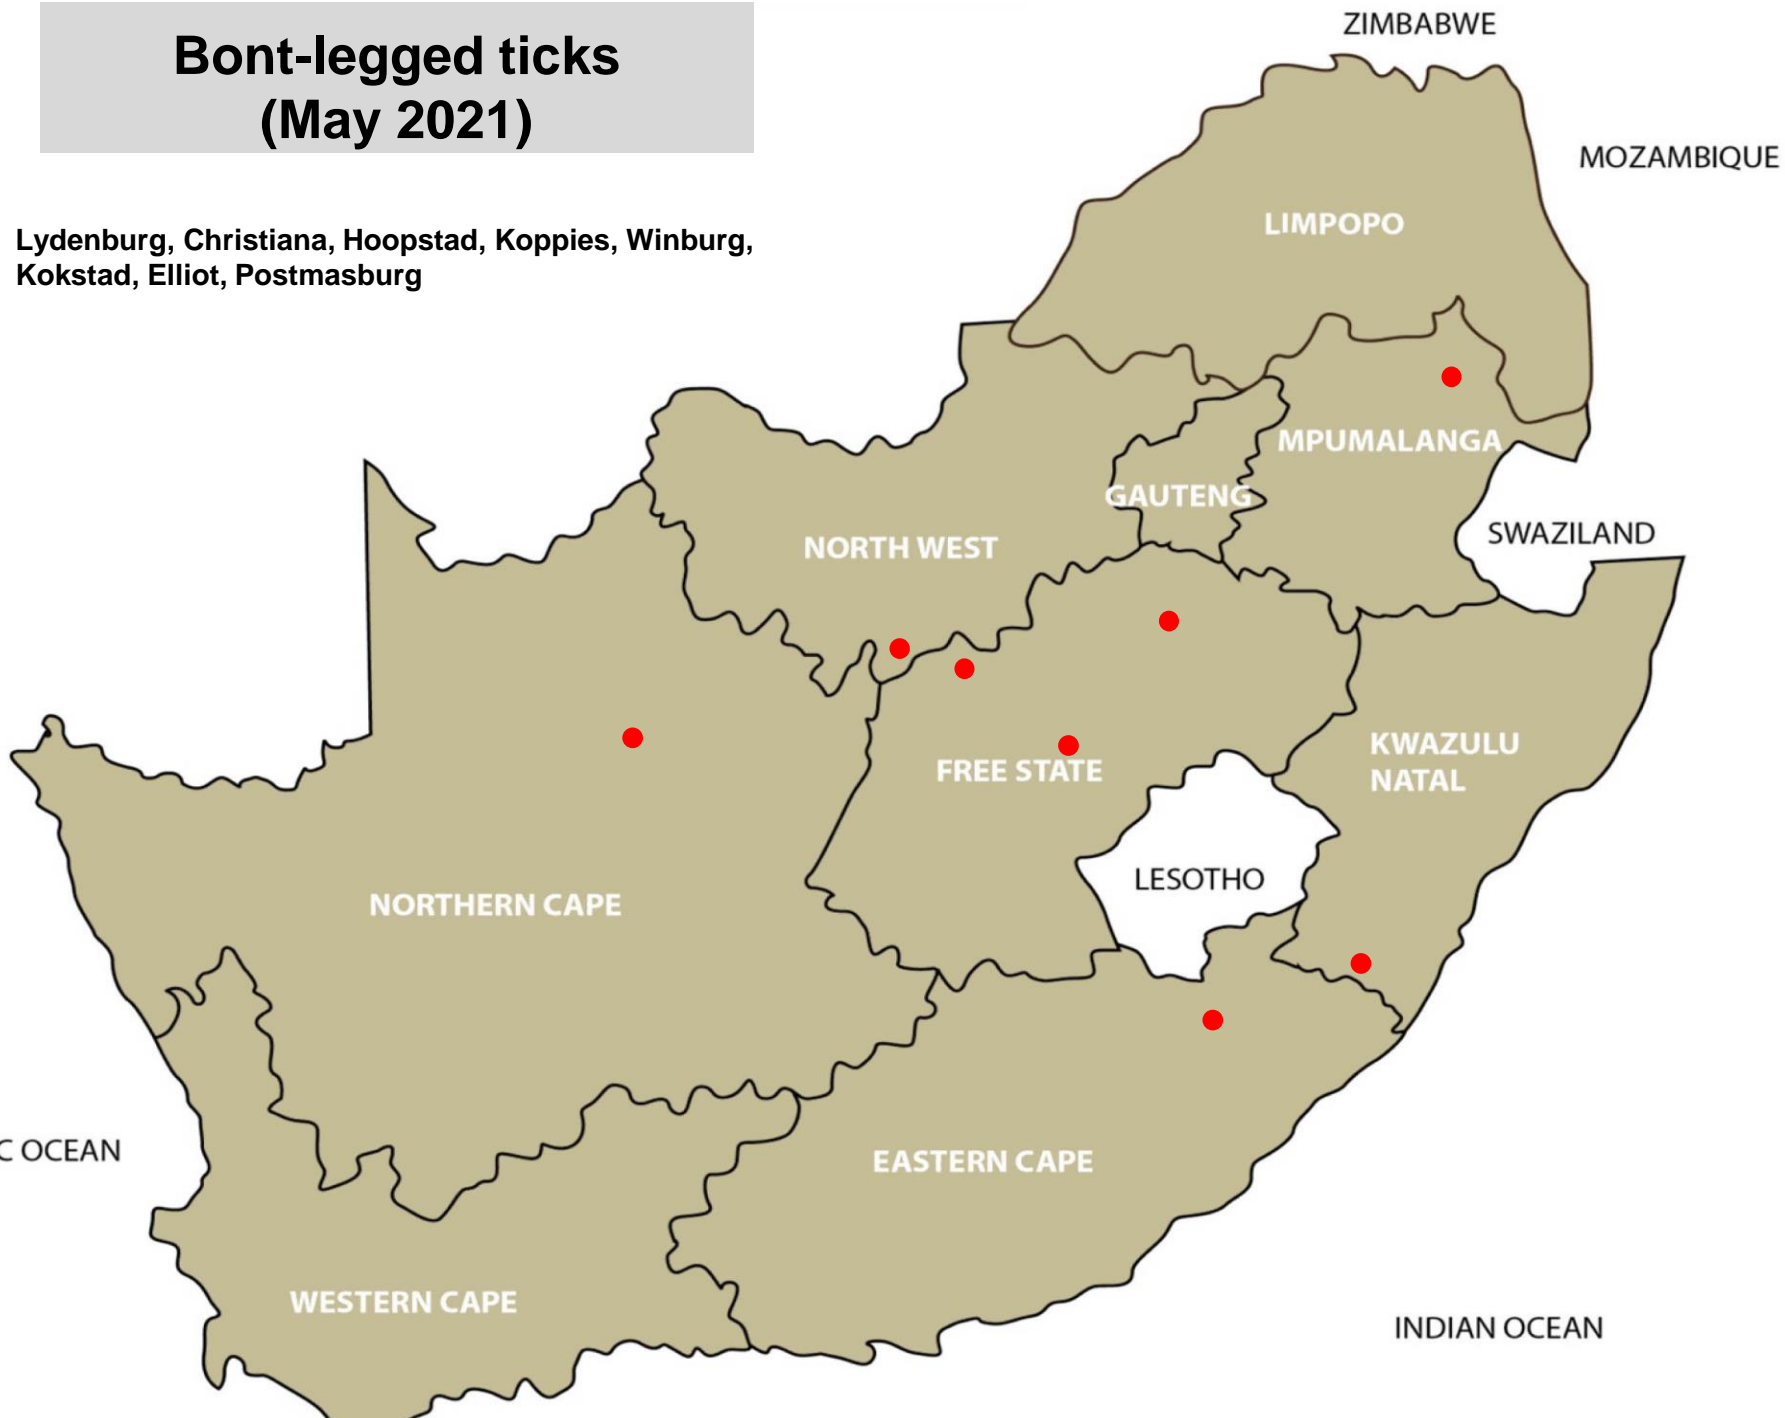 Bont-legged ticks
(May 2021)
Lydenburg, Christiana, Hoopstad, Koppies, Winburg,
Kokstad, Elliot, Postmasburg
ZIMBABWE
MOZAMBIQUE
LIMPOPO
MPUMALANGA
GAUTENG
SWAZILAND
NORTH WEST
KWAZULU
NATAL
FREE STATE
LESOTHO
NORTHERN CAPE
C OCEAN
EASTERN CAPE
WESTERN CAPE
INDIAN OCEAN